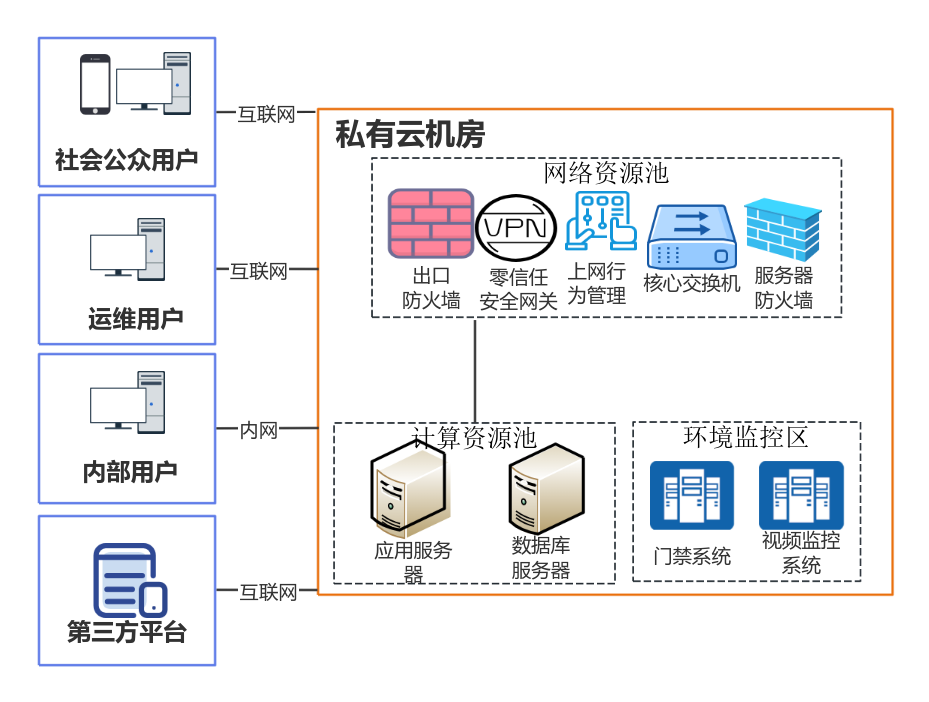 社会公众用户
互联网
运维用户
互联网
内部用户
内网
第三方平台
互联网
私有云机房
网络资源池
出口
防火墙
VPN
零信任
安全网关
上网行
为管理
核心交换机
服务器
防火墙
计算资源池
应用服务
器
数据库
服务器
环境监控区
门禁系统
视频监控
系统